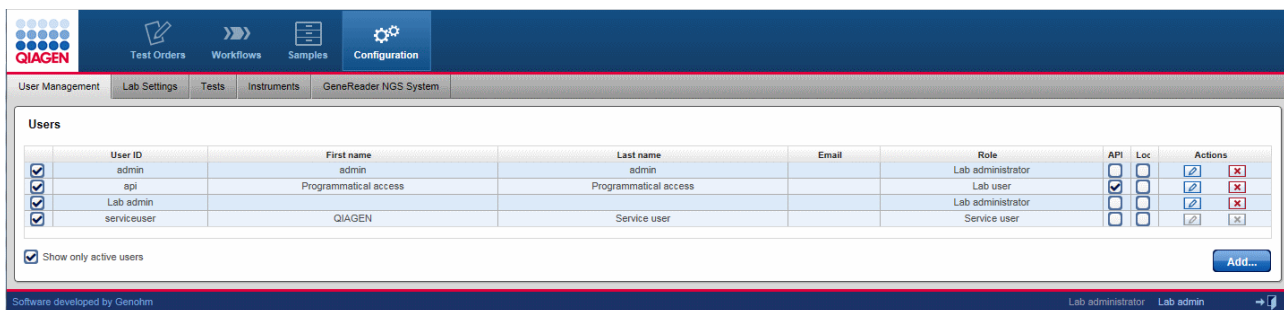 QIAGEN
Test Orders Workflows Samples Configuration
User Management Lab Settings Tests Instruments GeneReader NGS System
Users
User ID First name Last name Email Role API Loc Actions
admin admin admin Lab administrator
api Programmatical access Programmatical access Lab user
Lab admin Lab administrator
serviceuser QIAGEN Service user Service user
Show only active users
Add...
Software developed by Genohm Lab administrator Lab admin